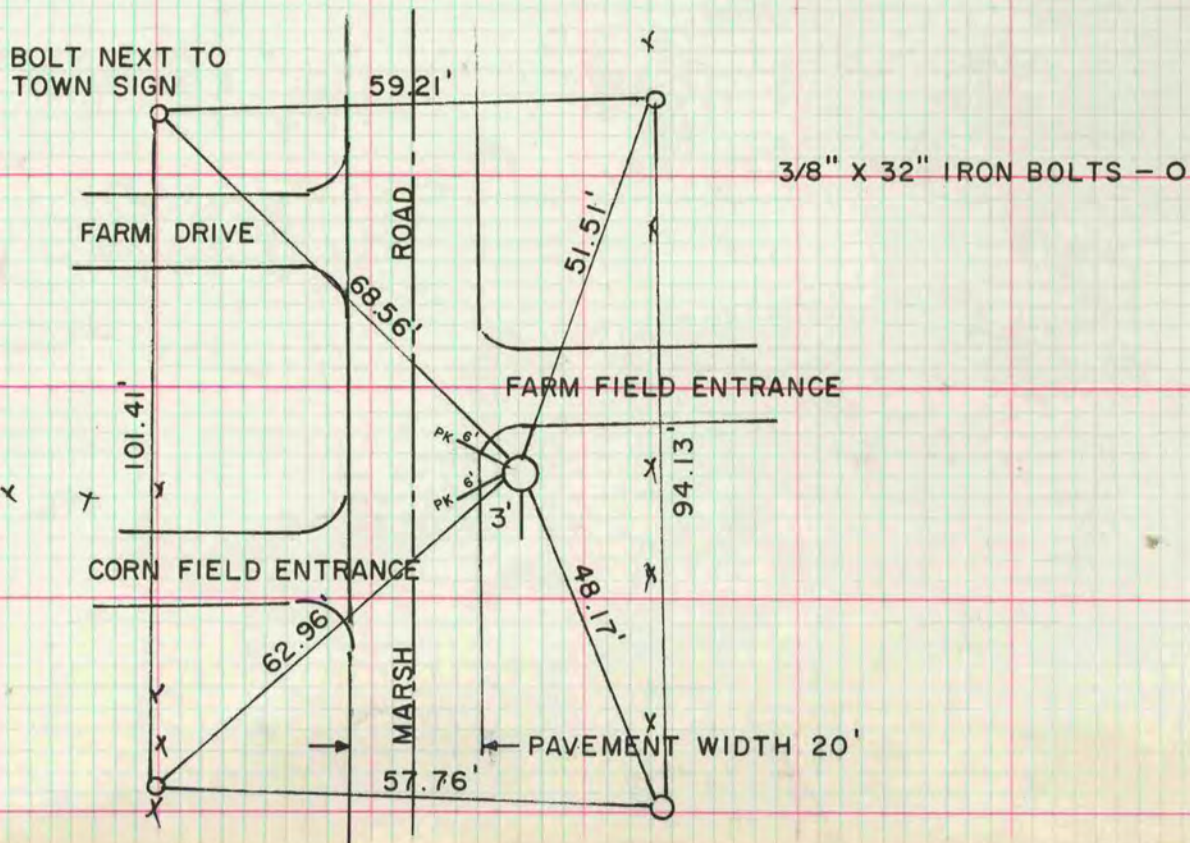 BOLT NEXT TO
TOWN SIGN
59.21'
3/8" X 32" IRON BOLTS - O
ROAD
51.51'
FARM DRIVE
68.56'
FARM FIELD ENTRANCE
101.41'
PK 6'
PK 6'
3'
94.13'
CORN FIELD ENTRANCE
48.17'
62.96'
MARSH
PAVEMENT WIDTH 20'
57.76'